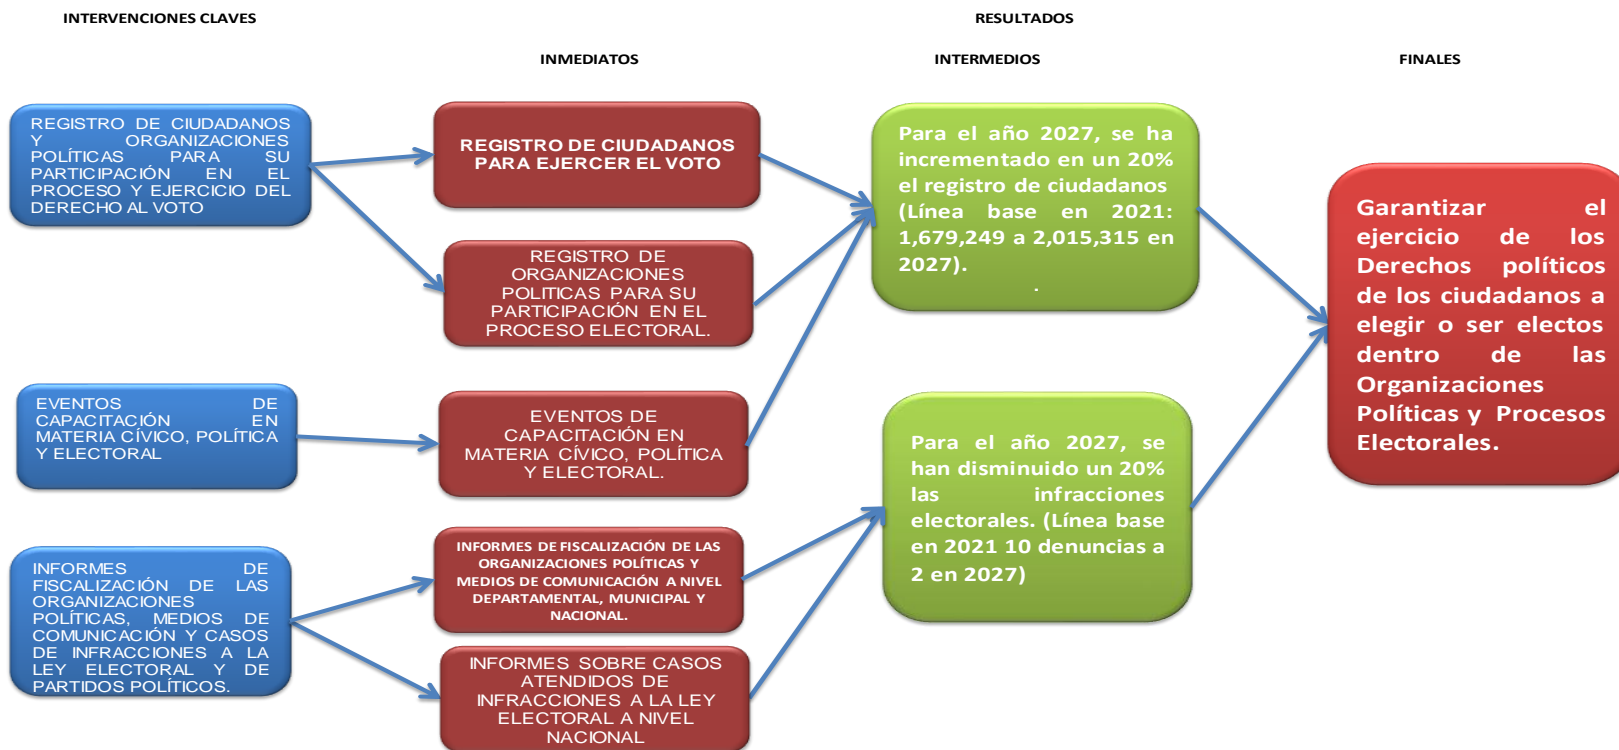 INTERVENCIONES CLAVES
RESULTADOS
INMEDIATOS
INTERMEDIOS
FINALES
REGISTRO DE CIUDADANOS
Y ORGANIZACIONES
POLÍTICAS PARA SU
PARTICIPACIÓN EN EL
PROCESO Y EJERCICIO DEL
DERECHO AL VOTO
EVENTOS DE
CAPACITACIÓN EN
MATERIA CÍVICO, POLÍTICA
Y ELECTORAL
INFORMES DE
FISCALIZACIÓN DE LAS
ORGANIZACIONES
POLÍTICAS, MEDIOS DE
COMUNICACIÓN Y CASOS
DE INFRACCIONES A LA
LEY ELECTORAL Y DE
PARTIDOS POLÍTICOS.
REGISTRO DE CIUDADANOS
PARA EJERCER EL VOTO
REGISTRO DE
ORGANIZACIONES
POLITICAS PARA SU
PARTICIPACIÓN EN EL
PROCESO ELECTORAL.
EVENTOS DE
CAPACITACIÓN EN
MATERIA CÍVICO, POLÍTICA
Y ELECTORAL.
INFORMES DE FISCALIZACIÓN DE LAS
ORGANIZACIONES POLÍTICAS Y
MEDIOS DE COMUNICACIÓN A NIVEL
DEPARTAMENTAL, MUNICIPAL Y
NACIONAL.
INFORMES SOBRE CASOS
ATENDIDOS DE
INFRACCIONES A LA LEY
ELECTORAL A NIVEL
NACIONAL
Para el año 2027, se ha
incrementado en un 20%
el registro de ciudadanos
(Línea base en 2021:
1,679,249 a 2,015,315 en
2027).
.
Para el año 2027, se
han disminuido un 20%
las infracciones
electorales. (Línea base
en 2021 10 denuncias a
2 en 2027)
Garantizar el
ejercicio de los
Derechos políticos
de los ciudadanos a
elegir o ser electos
dentro de las
Organizaciones
Políticas y Procesos
Electorales.